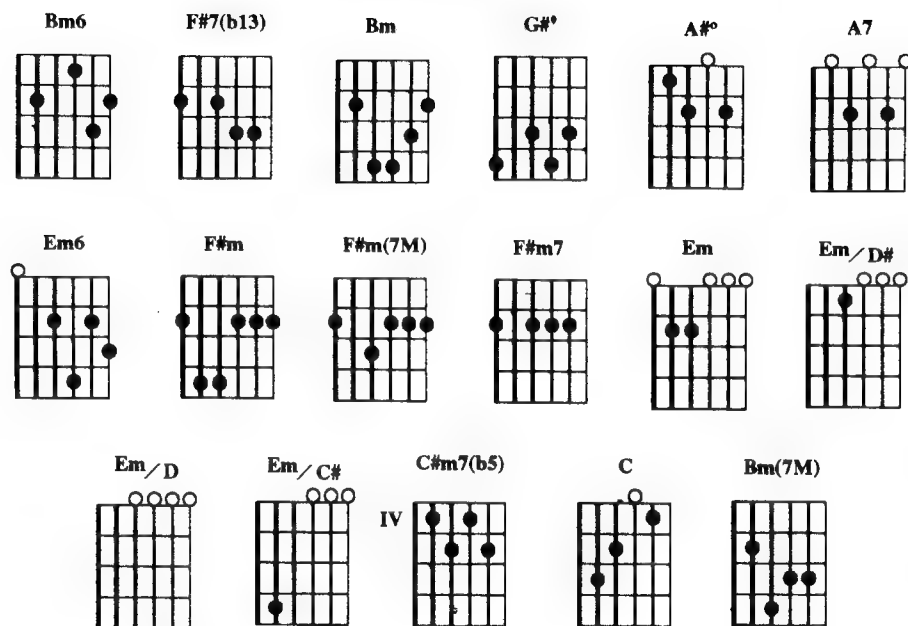 Bm6 F#7(b13) Bm G#° A#° A7
Em6 F#m F#m(7M) F#m7 Em Em/D#
Em/D Em/C# C#m7(b5) C Bm(7M)
IV